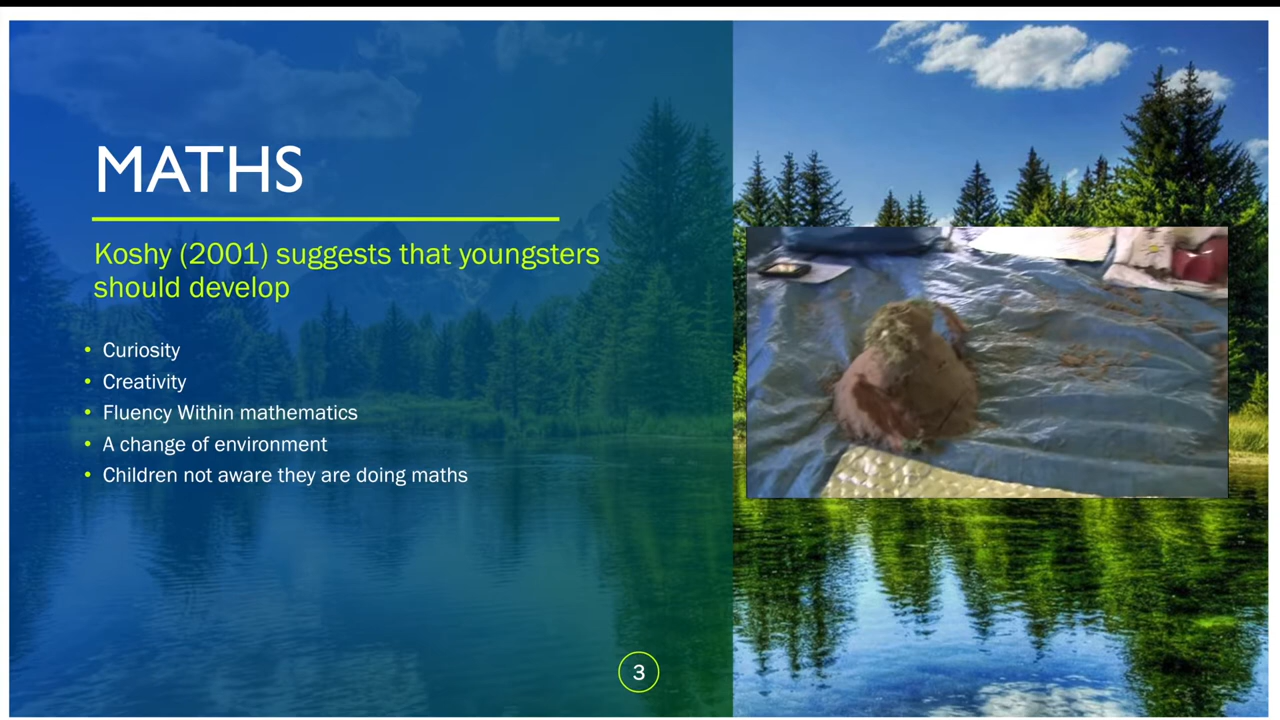 MATHS
Koshy (2001) suggests that youngsters
should develop
• Curiosity
• Creativity
• Fluency Within mathematics
• A change of environment
• Children not aware they are doing maths
3